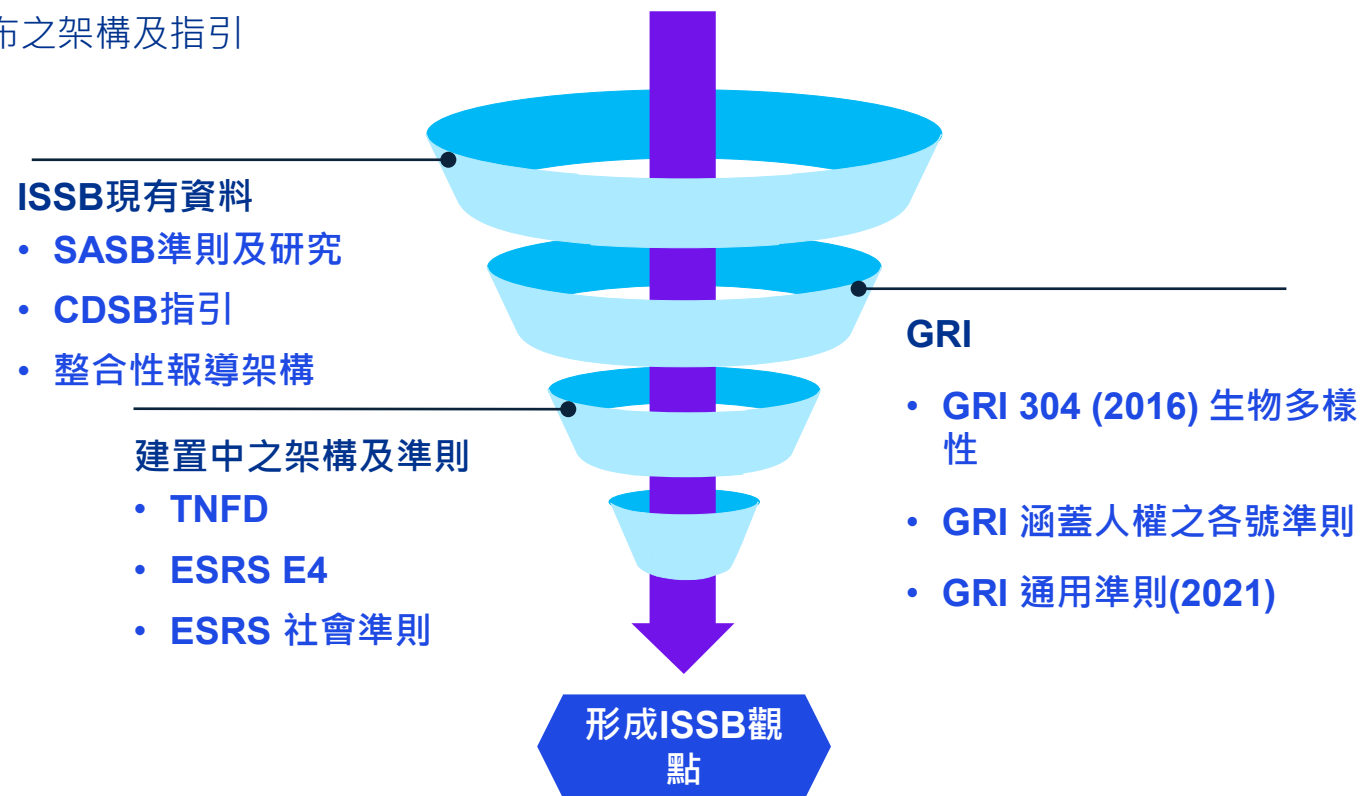 布之架構及指引
ISSB現有資料
• SASB準則及研究
• CDSB指引
• 整合性報導架構
建置中之架構及準則
• TNFD
• ESRS E4
• ESRS 社會準則
GRI
• GRI 304 (2016) 生物多樣
性
• GRI 涵蓋人權之各號準則
• GRI 通用準則(2021)
形成ISSB觀
點